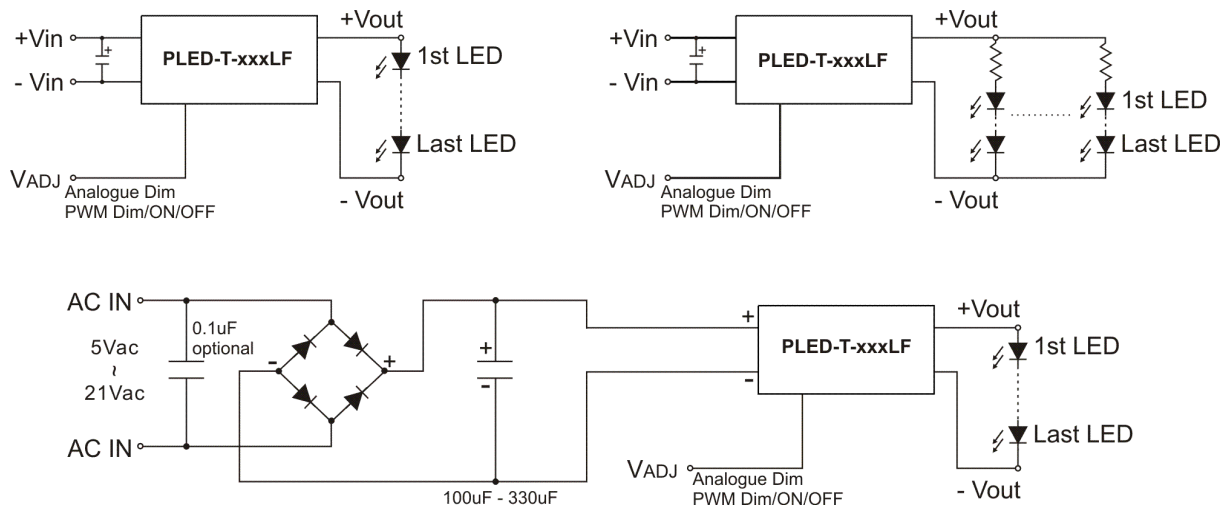 +Vout
+Vin
+
PLED-T-xxxLF
1st LED
- Vin
Last LED
VADJ
Analogue Dim
PWM Dim/ON/OFF
- Vout
+Vout
+Vin
+
PLED-T-xxxLF
- Vin
1st LED
Last LED
VADJ
Analogue Dim
PWM Dim/ON/OFF
- Vout
AC IN
0.1uF
optional
5Vac
~
21Vac
AC IN
-
+
+
-
100uF - 330uF
+
-
PLED-T-xxxLF
+Vout
1st LED
Last LED
VADJ
Analogue Dim
PWM Dim/ON/OFF
- Vout